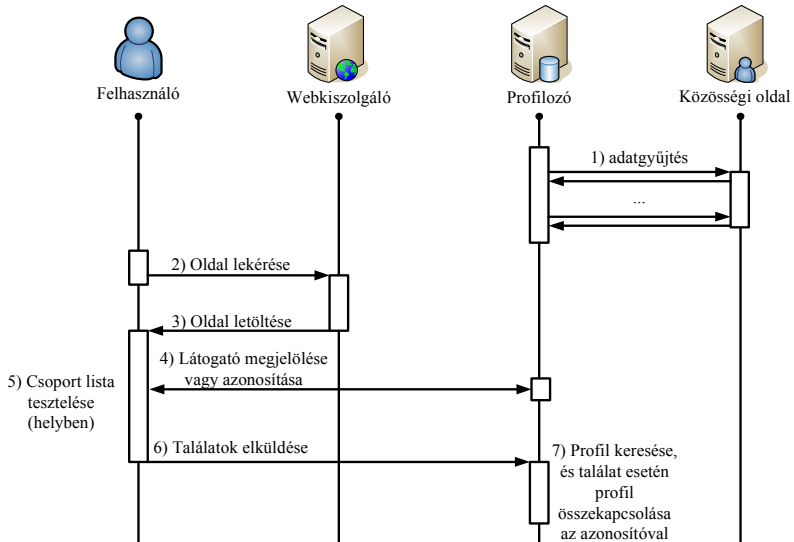 Felhasználó
Webkiszolgáló
Profilozó
Közösségi oldal
1) adatgyűjtés
...
2) Oldal lekérése
3) Oldal letöltése
4) Látogató megjelölése
vagy azonosítása
5) Csoport lista
tesztelése
(helyben)
6) Találatok elküldése
7) Profil keresése,
és találat esetén
profil
összekapcsolása
az azonosítóval